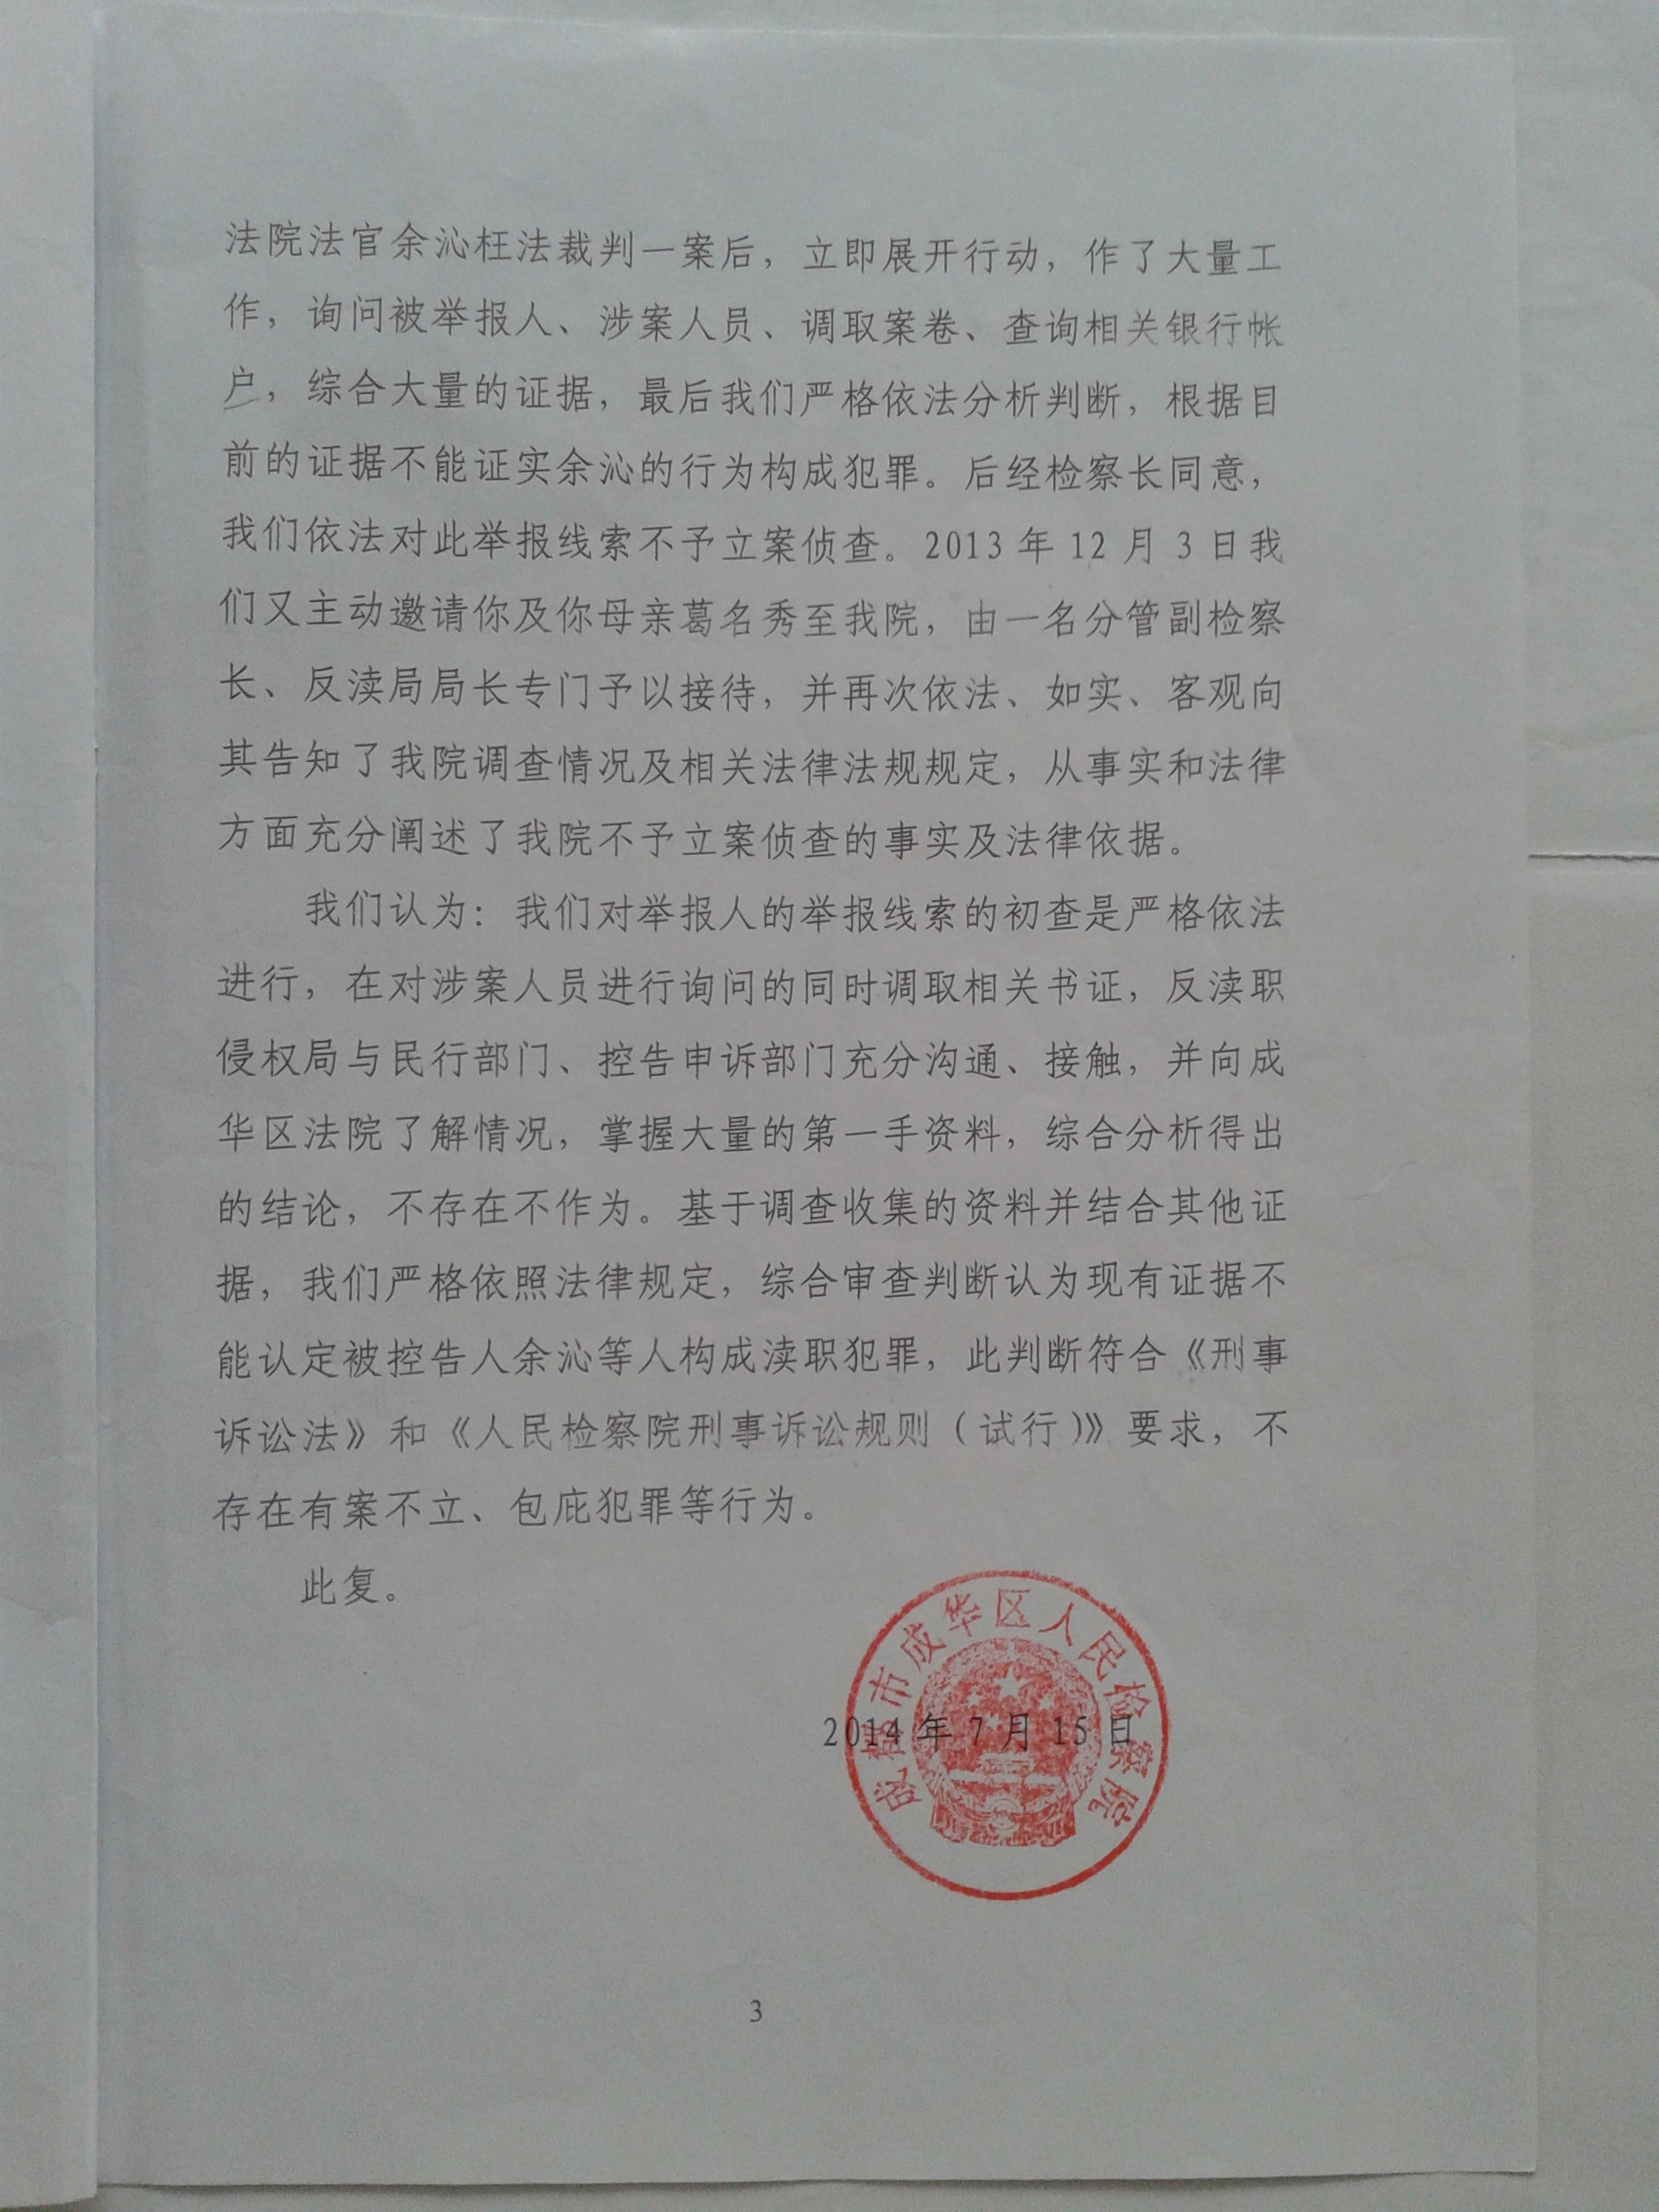 法院法官余沁枉法裁判一案后，立即展开行动，作了大量工
作，询问被举报人、涉案人员、调取案卷、查询相关银行帐
户，综合大量的证据，最后我们严格依法分析判断，根据目
前的证据不能证实余沁的行为构成犯罪。后经检察长同意，
我们依法对此举报线索不予立案侦查。2013年12月3日我
们又主动邀请你及你母亲葛名秀至我院，由一名分管副检察
长、反渎局局长专门予以接待，并再次依法、如实、客观向
其告知了我院调查情况及相关法律法规规定，从事实和法律
方面充分阐述了我院不予立案侦查的事实及法律依据。
我们认为：我们对举报人的举报线索的初查是严格依法
进行，在对涉案人员进行询问的同时调取相关书证，反渎职
侵权局与民行部门、控告申诉部门充分沟通、接触，并向成
华区法院了解情况，掌握大量的第一手资料，综合分析得出
的结论，不存在不作为。基于调查收集的资料并结合其他证
据，我们严格依照法律规定，综合审查判断认为现有证据不
能认定被控告人余沁等人构成渎职犯罪，此判断符合《刑事
诉讼法》和《人民检察院刑事诉讼规则（试行）》要求，不
存在有案不立、包庇犯罪等行为。
此复。
成都市成华区人民检察院
2014年7月15日
3